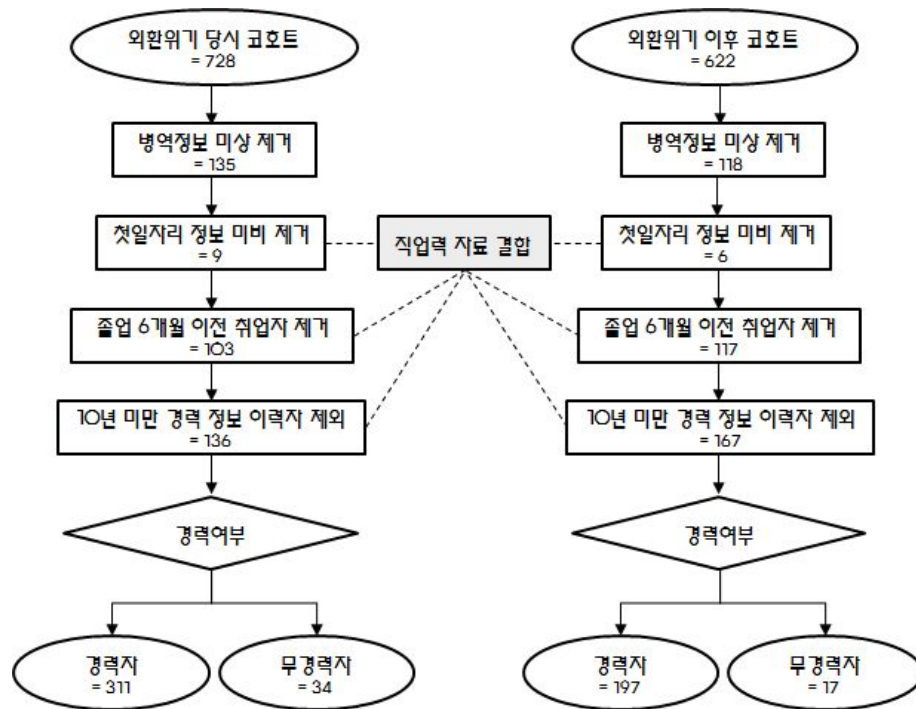 외환위기 당시 코호트
= 728
병역정보 미상 제거
= 135
첫일자리 정보 미비 제거
= 9
졸업 6개월 이전 취업자 제거
= 103
10년 미만 경력 정보 이력자 제외
= 136
경력여부
경력자
= 311
무경력자
= 34
직업력 자료 결합
외환위기 이후 코호트
= 622
병역정보 미상 제거
= 118
첫일자리 정보 미비 제거
= 6
졸업 6개월 이전 취업자 제거
= 117
10년 미만 경력 정보 이력자 제외
= 167
경력여부
경력자
= 197
무경력자
= 17